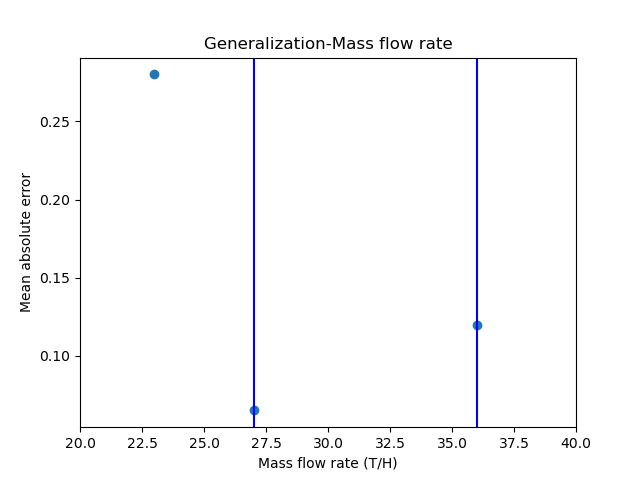 Generalization-Mass flow rate
Mean absolute error
0.25
0.20
0.15
0.10
20.0 22.5 25.0 27.5 30.0 32.5 35.0 37.5 40.0
Mass flow rate (T/H)